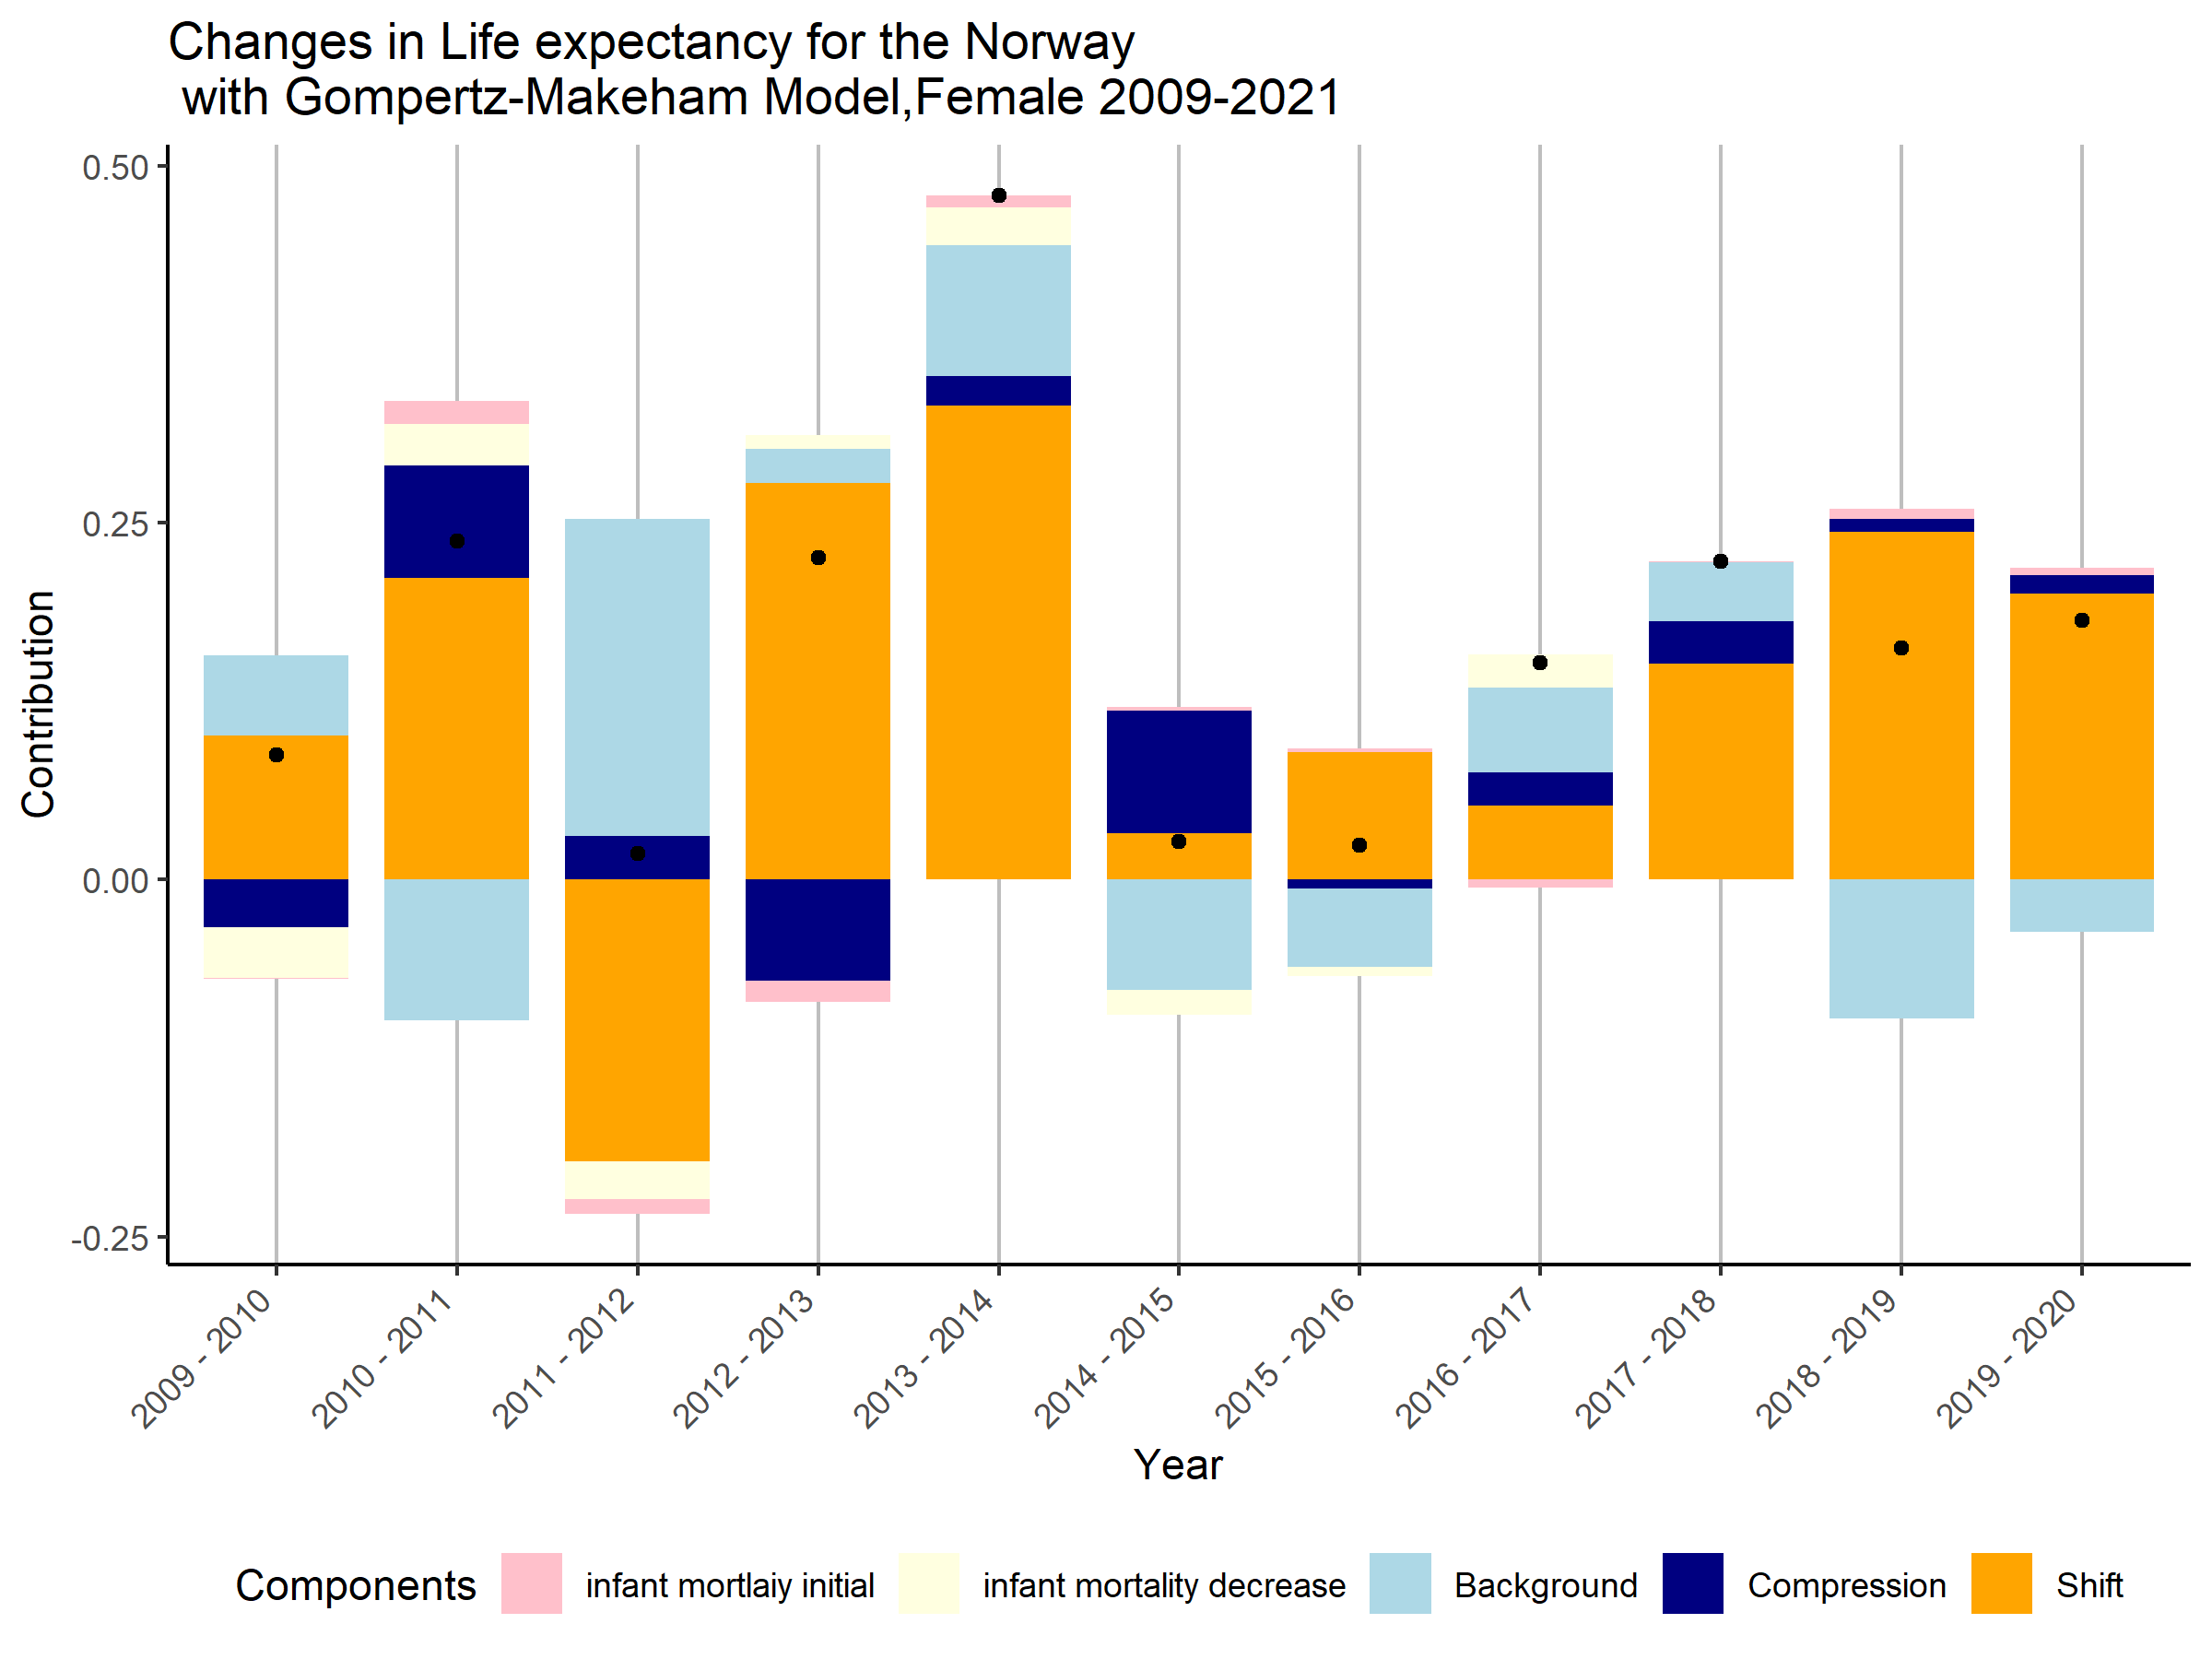 Changes in Life expectancy for the Norway
with Gompertz-Makeham Model,Female 2009-2021
0.50
0.25
0.00
-0.25
Contribution
2009 - 2010
2010 - 2011
2011 - 2012
2012 - 2013
2013 - 2014
2014 - 2015
2015 - 2016
2016 - 2017
2017 - 2018
2018 - 2019
2019 - 2020
Year
Components infant mortlaiy initial infant mortality decrease Background Compression Shift